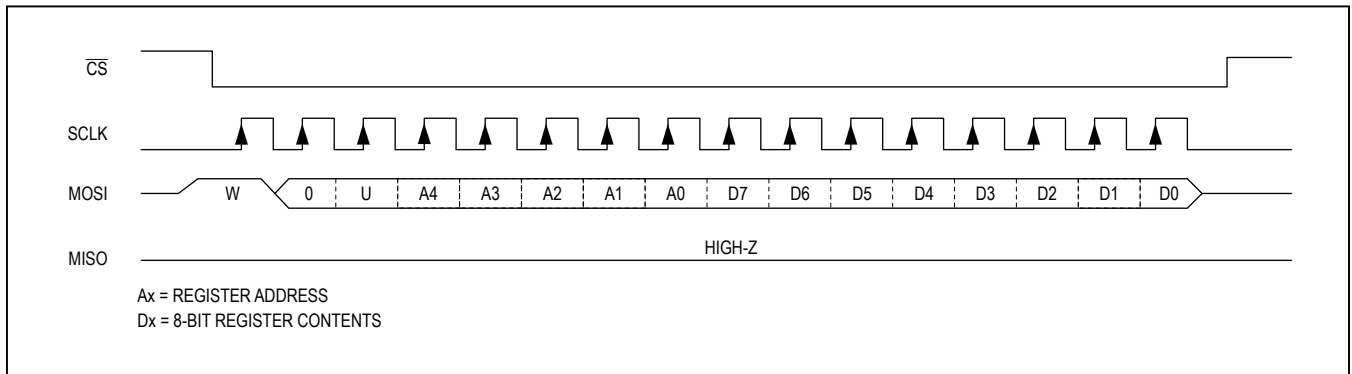 CS
SCLK
MOSI W 0 U A4 A3 A2 A1 A0 D7 D6 D5 D4 D3 D2 D1 D0
HIGH-Z
MISO
Ax = REGISTER ADDRESS
Dx = 8-BIT REGISTER CONTENTS